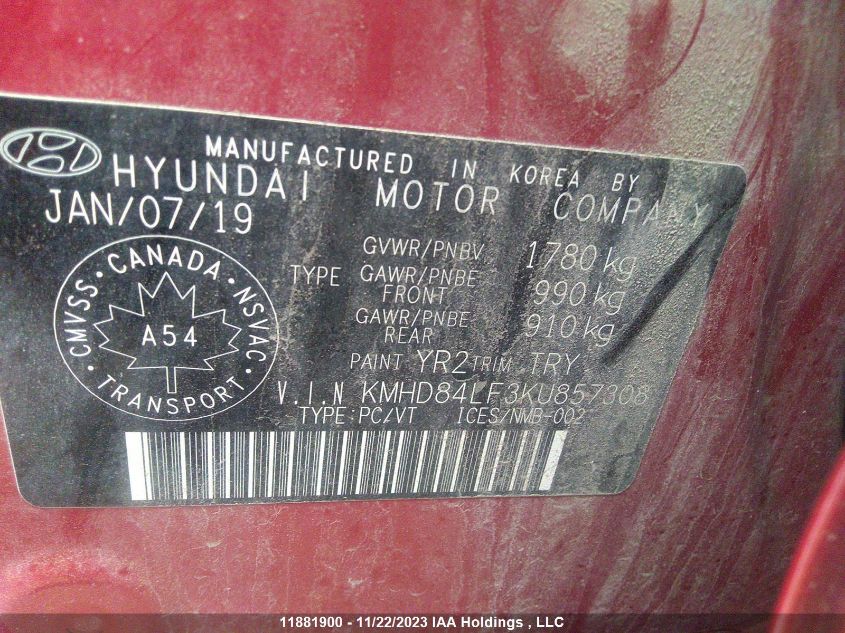 MANUFACTURED IN KOREA BY
HYUNDAI MOTOR COMPANY
JAN/07/19
GVWR/PNBV 1780 kg
TYPE GAWR/PNBE FRONT 990 kg
GAWR/PNBE REAR 910 kg
CANADA
CMVSS NSVAC
A54
TRANSPORT
PAINT YR2 TRIM TRY
V.I.N KMHD84LF3KU857308
TYPE:PC/VT ICES/NMB-002
11881900 - 11/22/2023 IAA Holdings , LLC